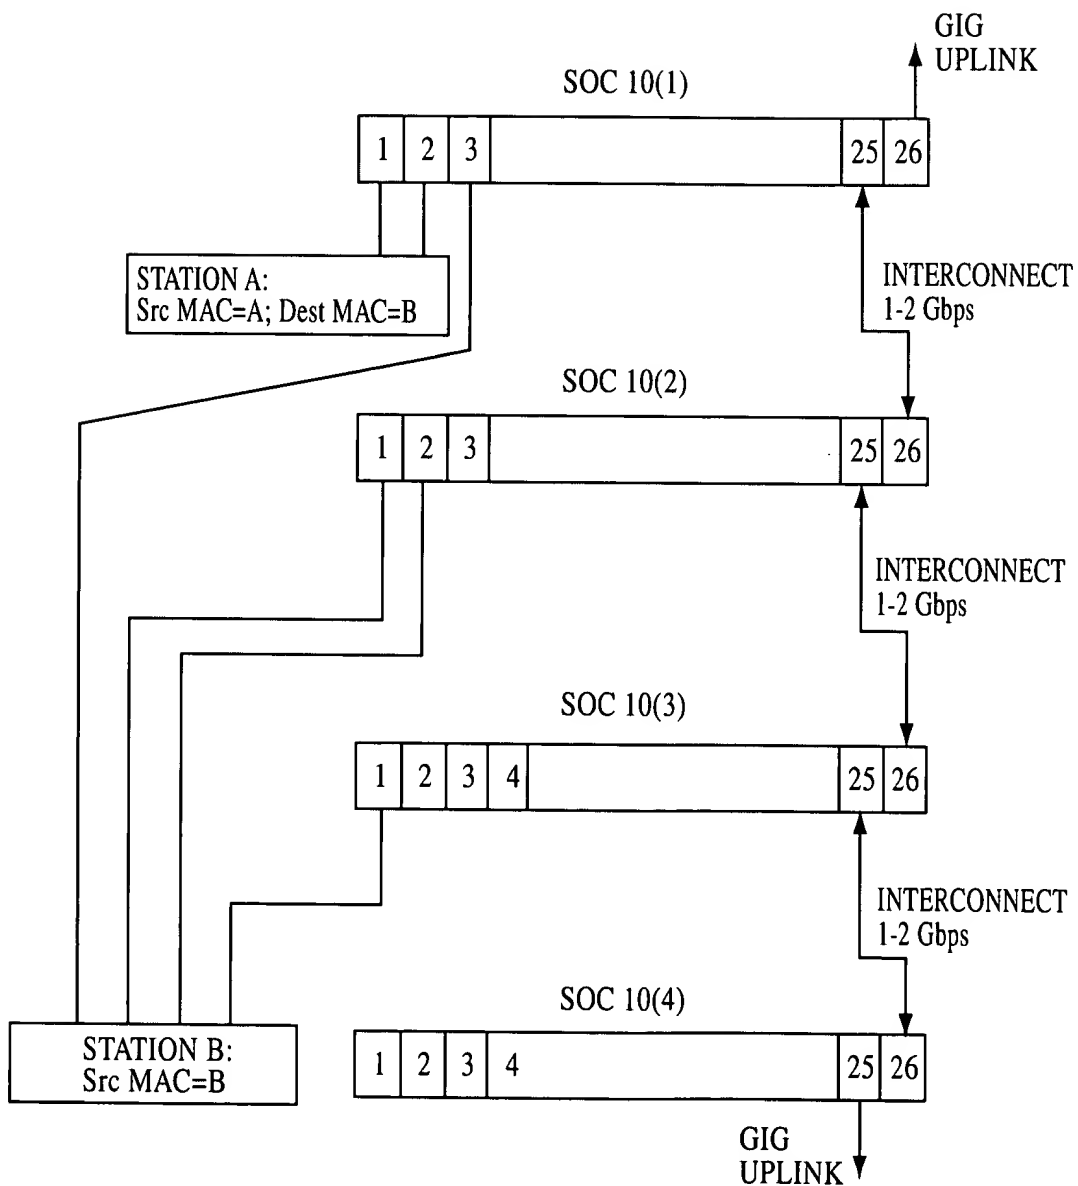 GIG
UPLINK
SOC 10(1)
1 2 3 25 26
STATION A:
Src MAC=A; Dest MAC=B
INTERCONNECT
1-2 Gbps
SOC 10(2)
1 2 3 25 26
INTERCONNECT
1-2 Gbps
SOC 10(3)
1 2 3 4 25 26
INTERCONNECT
1-2 Gbps
SOC 10(4)
STATION B:
Src MAC=B
1 2 3 4 25 26
GIG
UPLINK